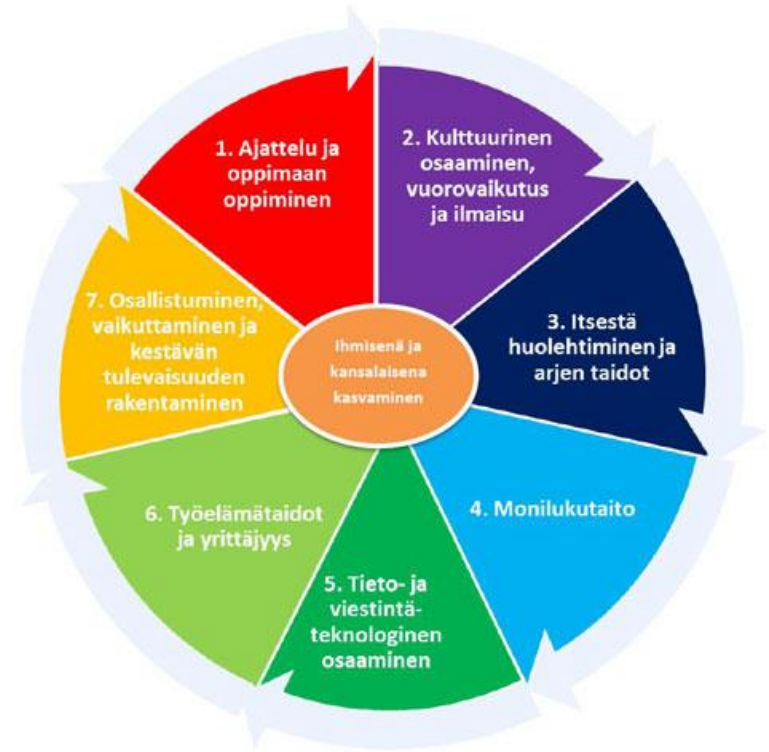 1. Ajattelu ja
oppimaan
oppiminen
2. Kulttuurinen
osaaminen,
vuorovaikutus
ja ilmaisu
3. Itsestä
huolehtiminen ja
arjen taidot
4. Monilukutaito
5. Tieto- ja
viestintä-
teknologinen
osaaminen
6. Työelämätaidot
ja yrittäjyys
7. Osallistuminen,
vaikuttaminen ja
kestävän
tulevaisuuden
rakentaminen
Ihmisenä ja
kansalaisena
kasvaminen